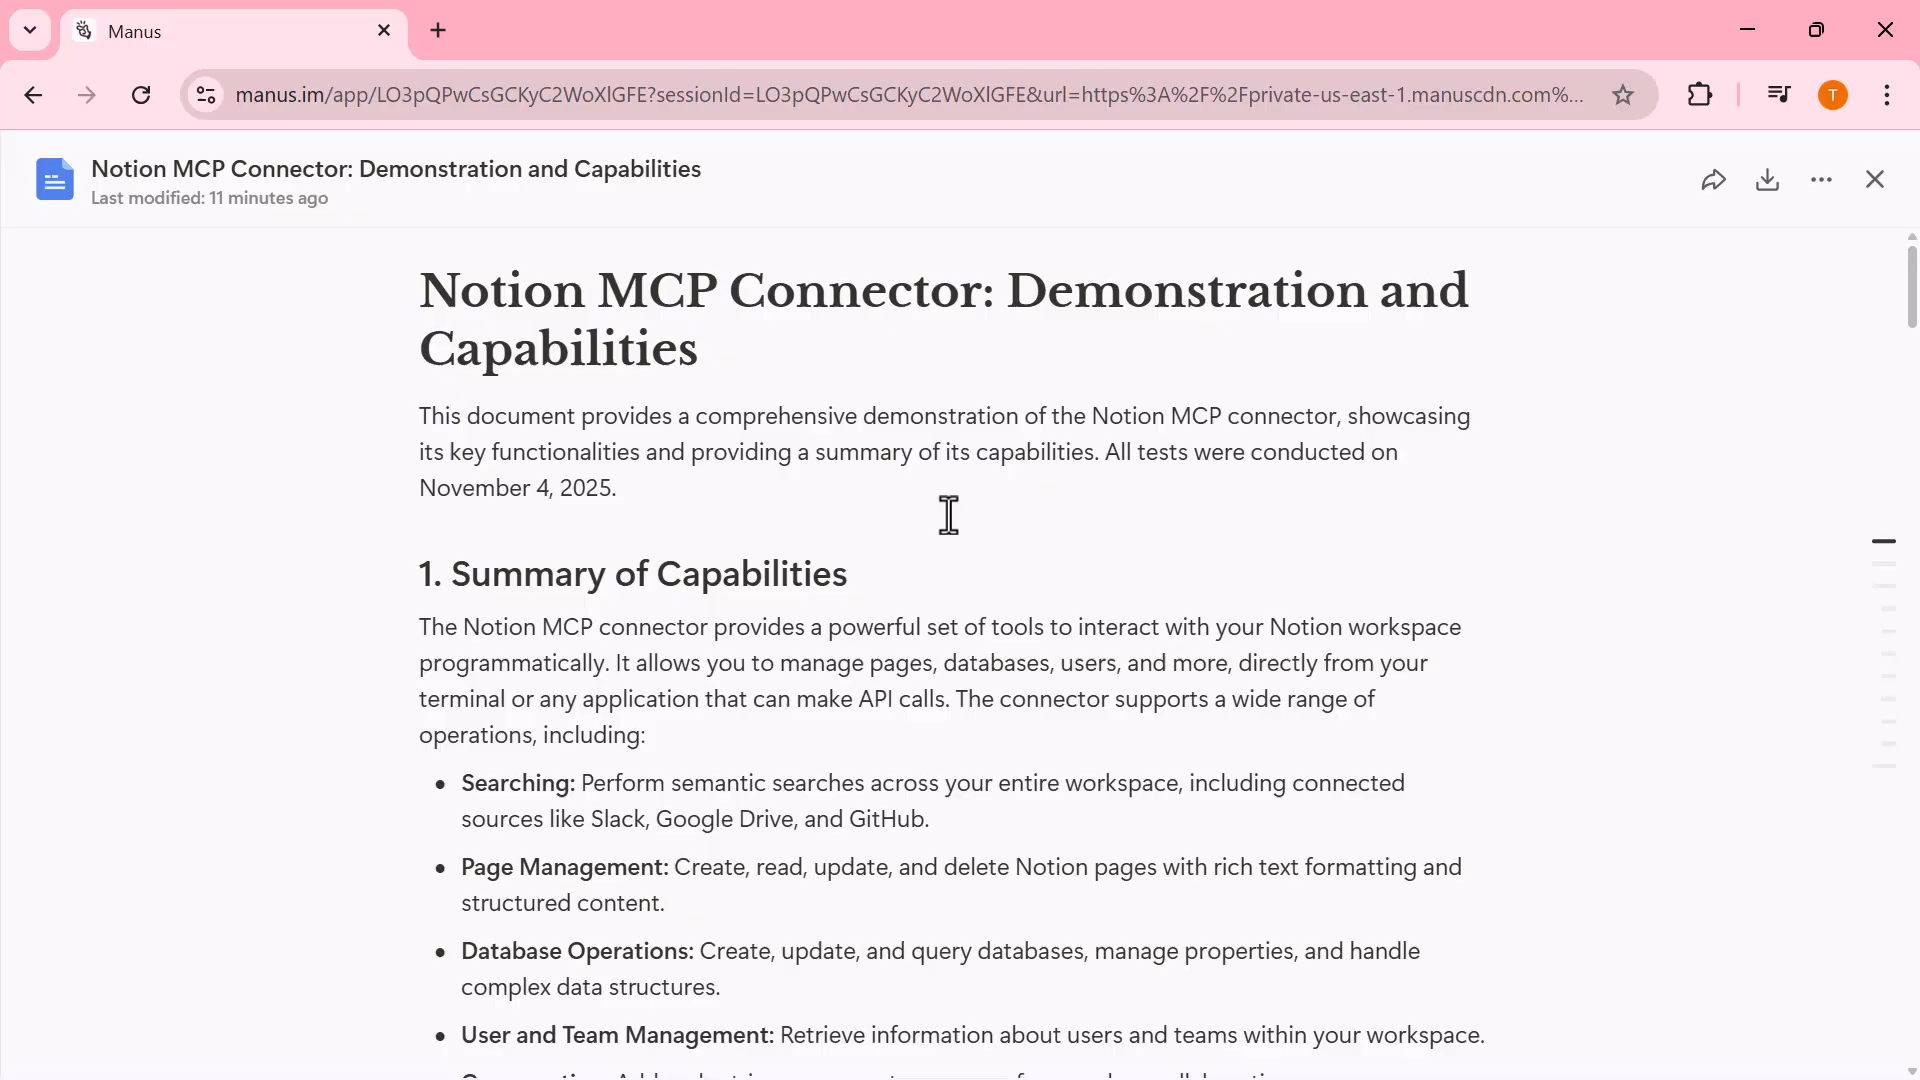 Manus
manus.im/app/LO3pQPwCsGCKyC2WoXlGFE?sessionId=LO3pQPwCsGCKyC2WoXlGFE&url=https%3A%2F%2Fprivate-us-east-1.manuscdn.com%...
T
Notion MCP Connector: Demonstration and Capabilities
Last modified: 11 minutes ago
Notion MCP Connector: Demonstration and
Capabilities
This document provides a comprehensive demonstration of the Notion MCP connector, showcasing
its key functionalities and providing a summary of its capabilities. All tests were conducted on
November 4, 2025.
1. Summary of Capabilities
The Notion MCP connector provides a powerful set of tools to interact with your Notion workspace
programmatically. It allows you to manage pages, databases, users, and more, directly from your
terminal or any application that can make API calls. The connector supports a wide range of
operations, including:
• Searching: Perform semantic searches across your entire workspace, including connected
sources like Slack, Google Drive, and GitHub.
• Page Management: Create, read, update, and delete Notion pages with rich text formatting and
structured content.
• Database Operations: Create, update, and query databases, manage properties, and handle
complex data structures.
• User and Team Management: Retrieve information about users and teams within your workspace.